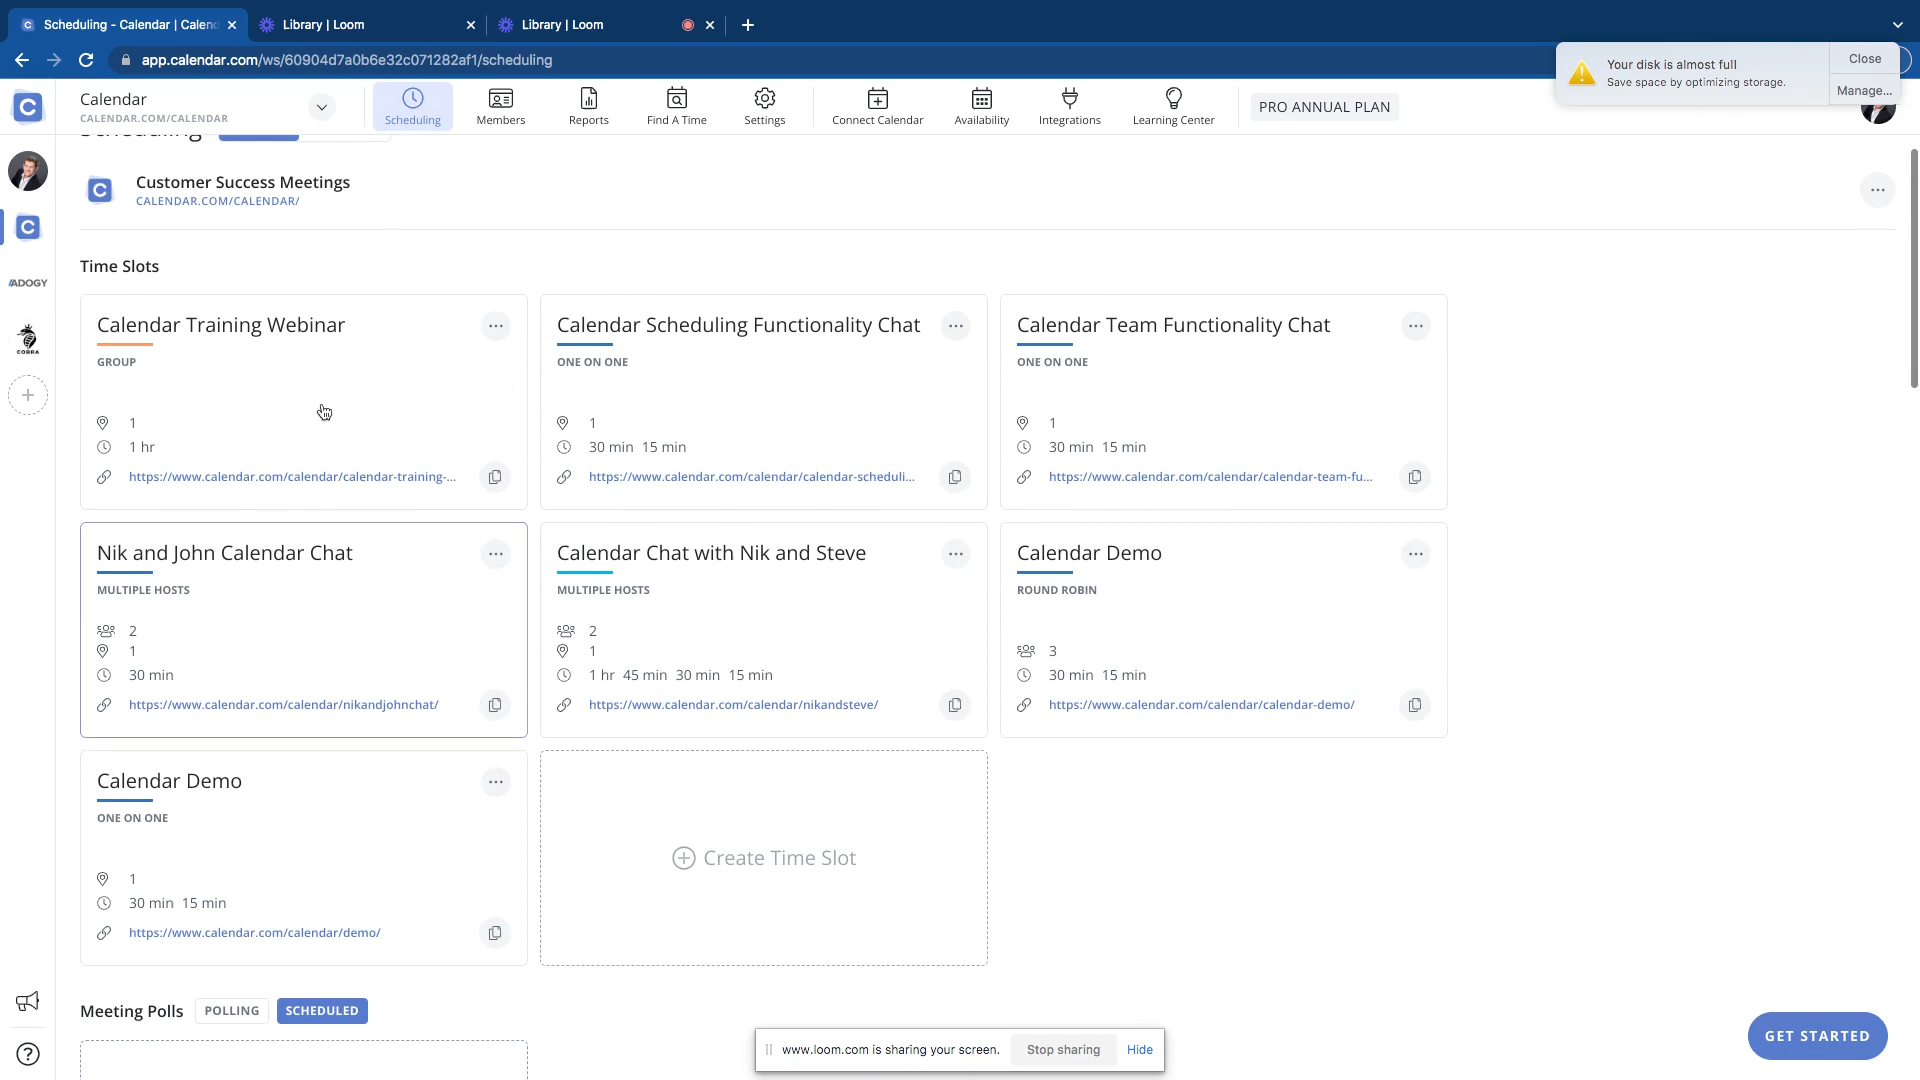 Scheduling - Calendar | Calen
Library | Loom
Library | Loom
app.calendar.com/ws/60904d7a0b6e32c071282af1/scheduling
Your disk is almost full
Save space by optimizing storage.
Close
Manage...
C
Calendar
CALENDAR.COM/CALENDAR
Scheduling
Members
Reports
Find A Time
Settings
Connect Calendar
Availability
Integrations
Learning Center
PRO ANNUAL PLAN
Scheduling
C
ADOGY
COBRA
C
Customer Success Meetings
CALENDAR.COM/CALENDAR/
Time Slots
Calendar Training Webinar
GROUP
1
1 hr
https://www.calendar.com/calendar/calendar-training-...
Calendar Scheduling Functionality Chat
ONE ON ONE
1
30 min 15 min
https://www.calendar.com/calendar/calendar-scheduli...
Calendar Team Functionality Chat
ONE ON ONE
1
30 min 15 min
https://www.calendar.com/calendar/calendar-team-fu...
Nik and John Calendar Chat
MULTIPLE HOSTS
2
1
30 min
https://www.calendar.com/calendar/nikandjohnchat/
Calendar Chat with Nik and Steve
MULTIPLE HOSTS
2
1
1 hr 45 min 30 min 15 min
https://www.calendar.com/calendar/nikandsteve/
Calendar Demo
ROUND ROBIN
3
30 min 15 min
https://www.calendar.com/calendar/calendar-demo/
Calendar Demo
ONE ON ONE
1
30 min 15 min
https://www.calendar.com/calendar/demo/
Create Time Slot
Meeting Polls
POLLING
SCHEDULED
GET STARTED
www.loom.com is sharing your screen.
Stop sharing
Hide